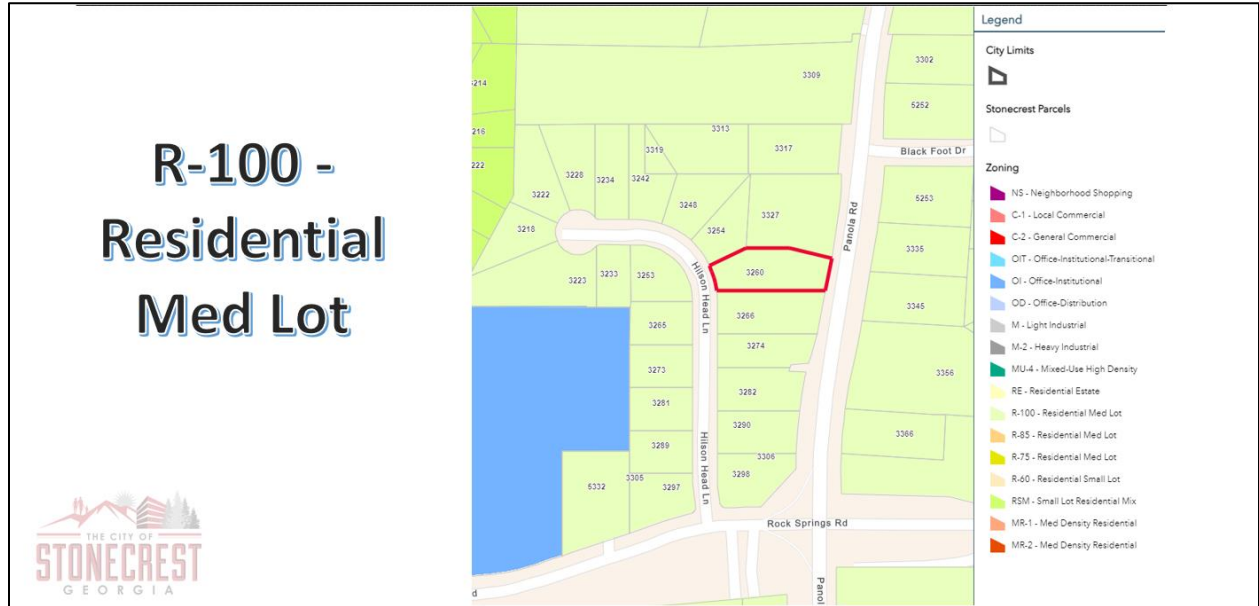 R-100 -
Residential
Med Lot
THE CITY OF
STONECREST
GEORGIA
3214
3216
3222
3309
3302
5252
Black Foot Dr
3313
3317
3319
3228
3234
3242
3222
3248
3218
3254
3327
5253
3335
Panola Rd
3260
3223
3233
3253
Hilson Head Ln
3345
3265
3266
3274
3273
3356
3281
3282
3290
3366
3289
3306
3298
Hilson Head Ln
5332
3305
3297
Rock Springs Rd
d
Panol
Legend
City Limits
Stonecrest Parcels
Zoning
NS - Neighborhood Shopping
C-1 - Local Commercial
C-2 - General Commercial
OIT - Office-Institutional-Transitional
OI - Office-Institutional
OD - Office-Distribution
M - Light Industrial
M-2 - Heavy Industrial
MU-4 - Mixed-Use High Density
RE - Residential Estate
R-100 - Residential Med Lot
R-85 - Residential Med Lot
R-75 - Residential Med Lot
R-60 - Residential Small Lot
RSM - Small Lot Residential Mix
MR-1 - Med Density Residential
MR-2 - Med Density Residential